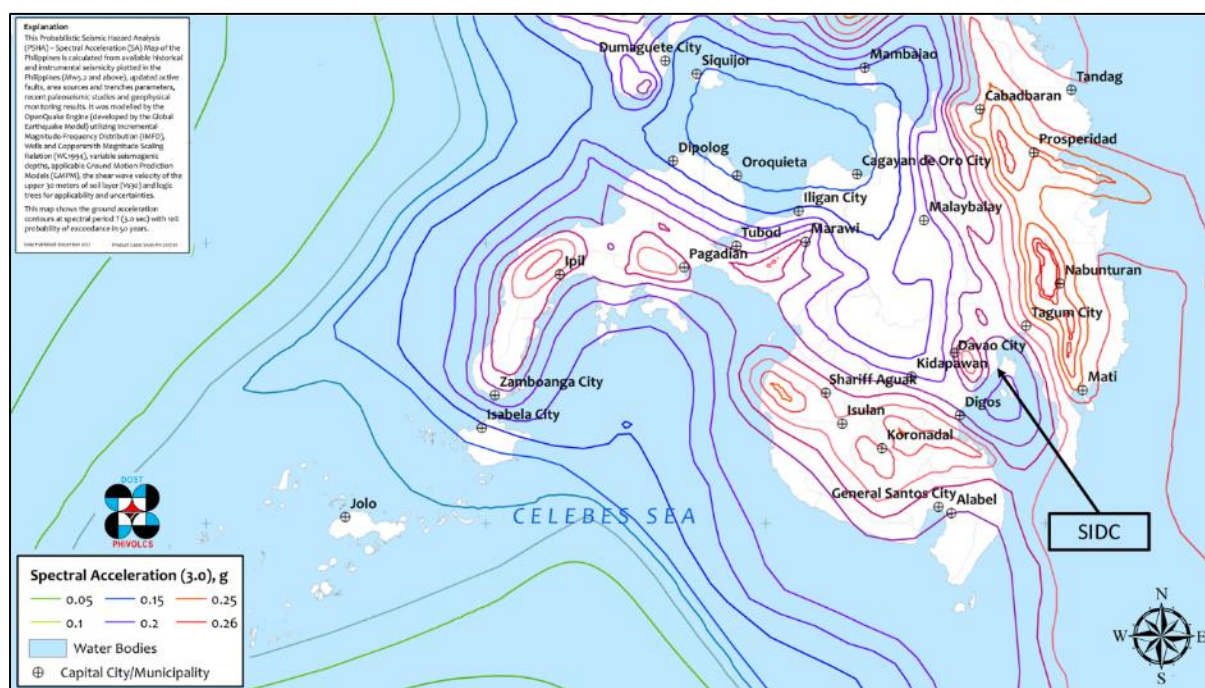 Explanation
This Probabilistic Seismic Hazard Analysis
(PSHA) – Spectral Acceleration (SA) Map of the
Philippines is calculated from available historical
and instrumental seismicity plotted in the
Philippines (Mw5.2 and above), updated active
faults, area sources and trenches parameters,
recent paleoseismic studies and geophysical
monitoring results. It was modelled by the
OpenQuake Engine (developed by the Global
Earthquake Model) utilizing Incremental
Magnitude-Frequency Distribution (IMFD),
Wells and Coppersmith Magnitude Scaling
Relation (WC1994), variable seismogenic
depths, applicable Ground Motion Prediction
Models (GMPM), the shear wave velocity of the
upper 30 meters of soil layer (Vs30) and logic
trees for applicability and uncertainties.
This map shows the ground acceleration
contours at spectral period T (3.0 sec) with 10%
probability of exceedance in 50 years.
Dumaguete City
Siquijor
Mambajao
Tandag
Cabadbaran
Prosperidad
Dipolog
Oroquieta
Cagayan de Oro City
Iligan City
Malaybalay
Tubod
Marawi
Ipil
Pagadian
Nabunturan
Tagum City
Davao City
Kidapawan
Zamboanga City
Shariff Aguak
Mati
Isabela City
Isulan
Digos
Koronadal
Jolo
General Santos City
Alabel
CELEBES SEA
SIDC
DOST
PHIVOLCS
Spectral Acceleration (3.0), g
0.05 0.15 0.25
0.1 0.2 0.26
Water Bodies
Capital City/Municipality
N
W E
S